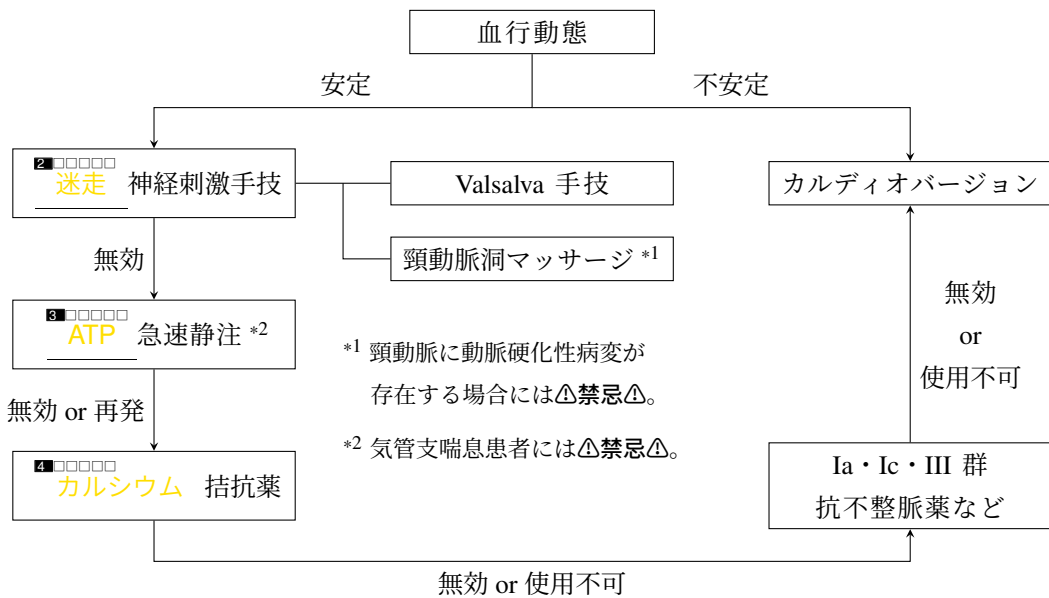 血行動態
安定
不安定
2□□□□□
迷走 神経刺激手技
Valsalva 手技
カルディオバージョン
頸動脈洞マッサージ *1
無効
3□□□□□
ATP 急速静注 *2
無効
or
使用不可
*1 頸動脈に動脈硬化性病変が
存在する場合には⚠禁忌⚠。
無効 or 再発
*2 気管支喘息患者には⚠禁忌⚠。
4□□□□□
カルシウム 拮抗薬
Ia・Ic・III 群
抗不整脈薬など
無効 or 使用不可